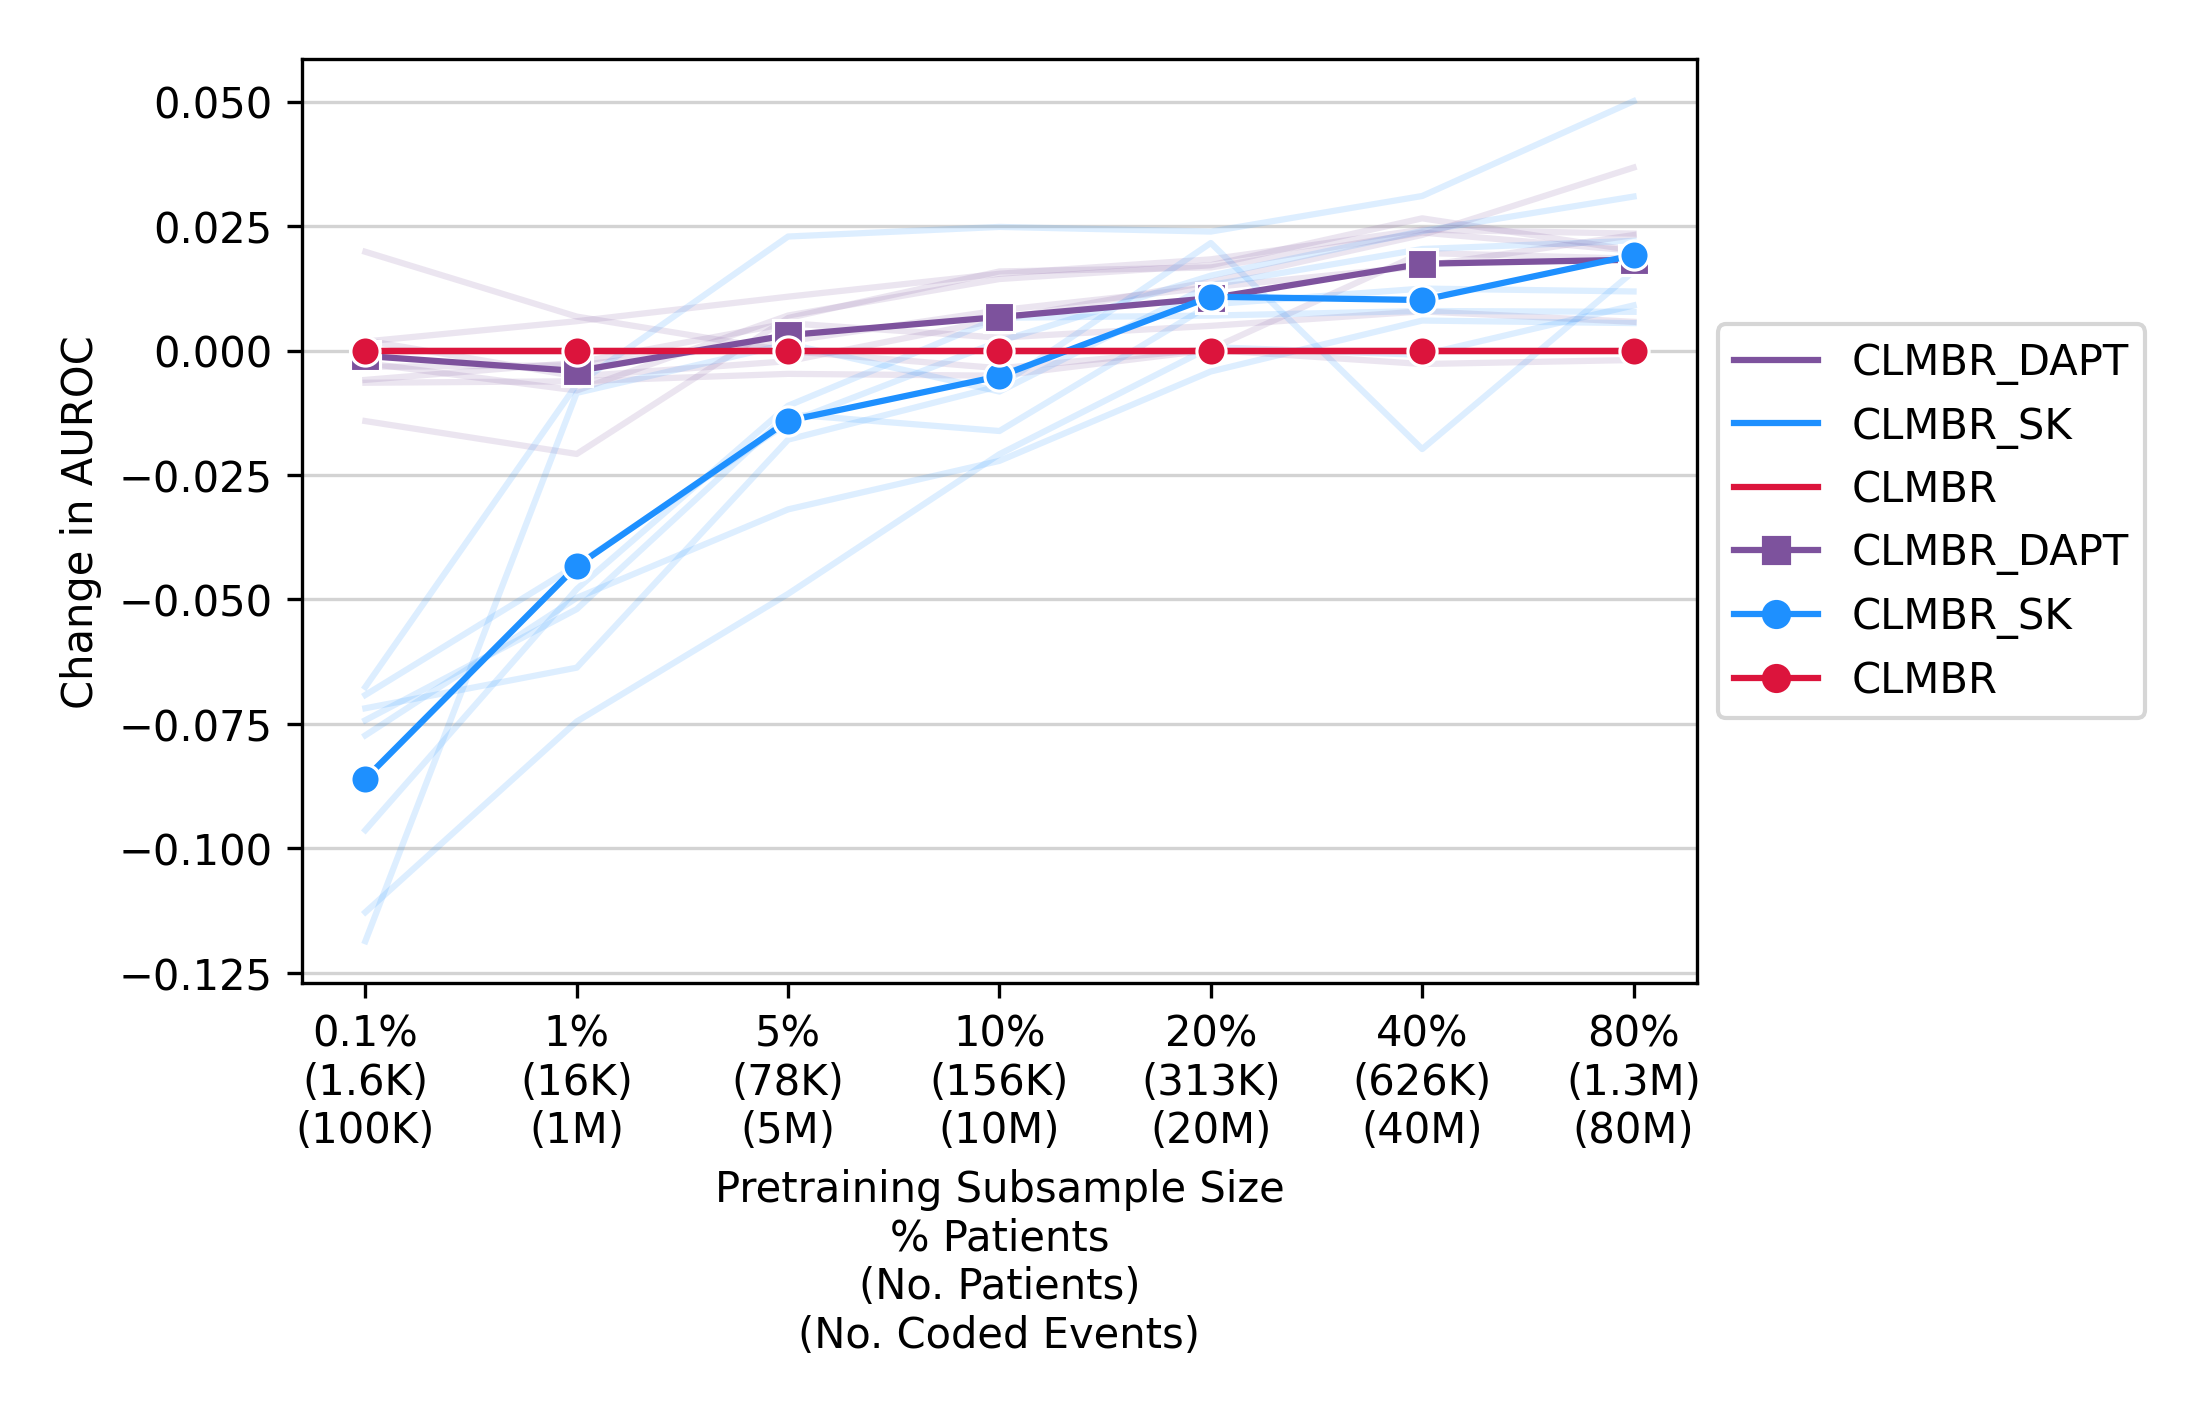 0.050
0.025
0.000
−0.025
−0.050
−0.075
−0.100
−0.125
Change in AUROC
0.1% 1% 5% 10% 20% 40% 80%
(1.6K) (16K) (78K) (156K) (313K) (626K) (1.3M)
(100K) (1M) (5M) (10M) (20M) (40M) (80M)
Pretraining Subsample Size
% Patients
(No. Patients)
(No. Coded Events)
CLMBR_DAPT
CLMBR_SK
CLMBR
CLMBR_DAPT
CLMBR_SK
CLMBR